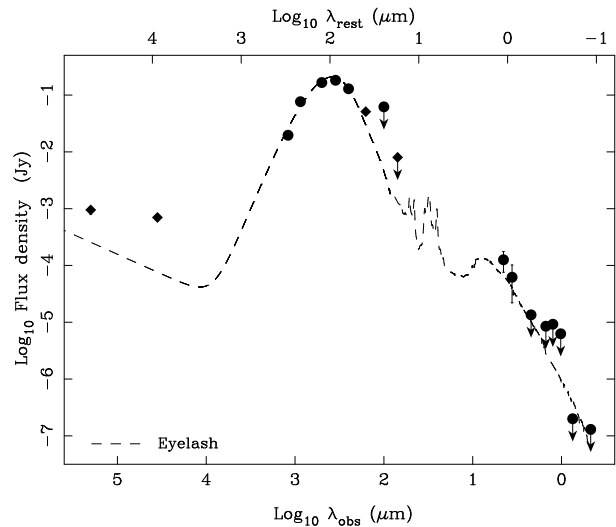 Log10 λrest (μm)
4 3 2 1 0 −1
Log10 Flux density (Jy)
−1
−2
−3
−4
−5
−6
−7
Eyelash
5 4 3 2 1 0
Log10 λobs (μm)